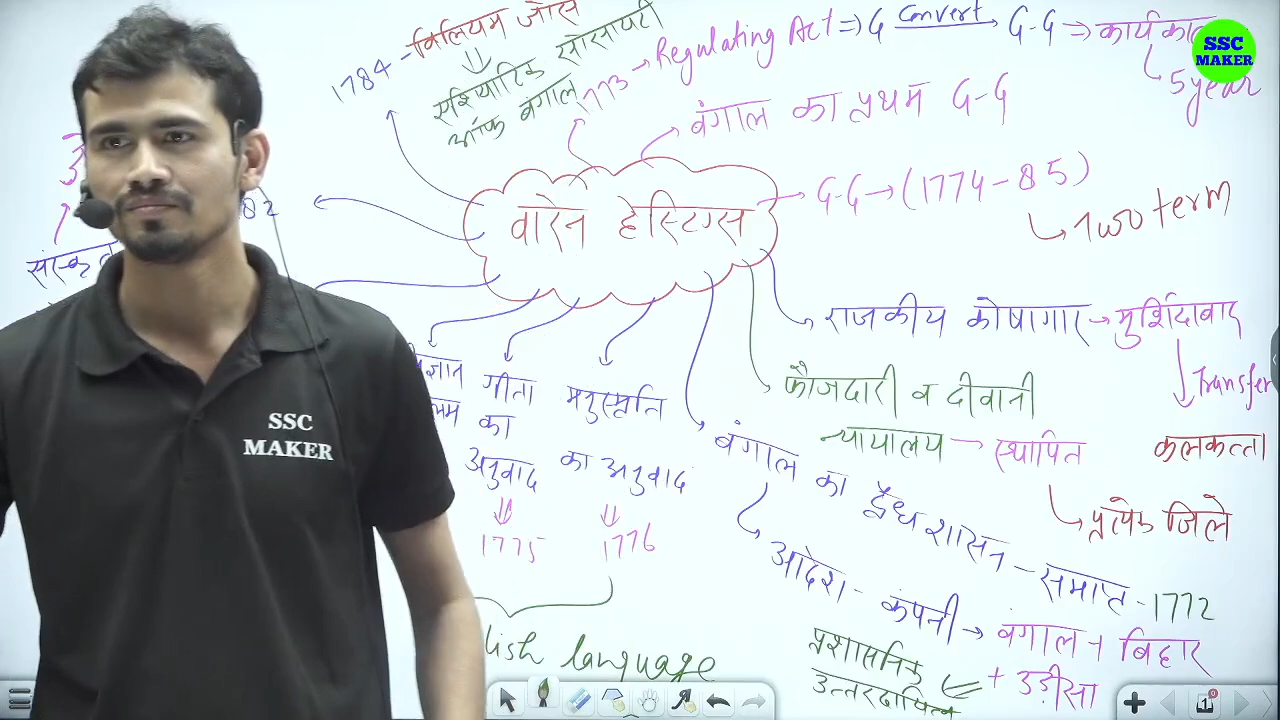 1784 - विलियम जोंस
एशियाटिक सोसायटी
ऑफ बंगाल
1773 → Regulating Act ⇒ G Convert → G-G ⇒ कार्यकाल
5 year
SSC
MAKER
बंगाल का प्रथम G-G
वारेन हेस्टिंग्स
G-G → (1774-85)
Two term
82
संस्कृत
राजकीय कोषागार → मुर्शिदाबाद
Transfer
कलकत्ता
फौजदारी व दीवानी
न्यायालय → स्थापित
प्रत्येक जिले
गीता
का
अनुवाद
1775
मनुस्मृति
का अनुवाद
1776
language
बंगाल का द्वैध शासन - समाप्त - 1772
आदेश - कंपनी → बंगाल + बिहार
+ उड़ीसा
प्रशासनिक
उत्तरदायित्व
SSC
MAKER